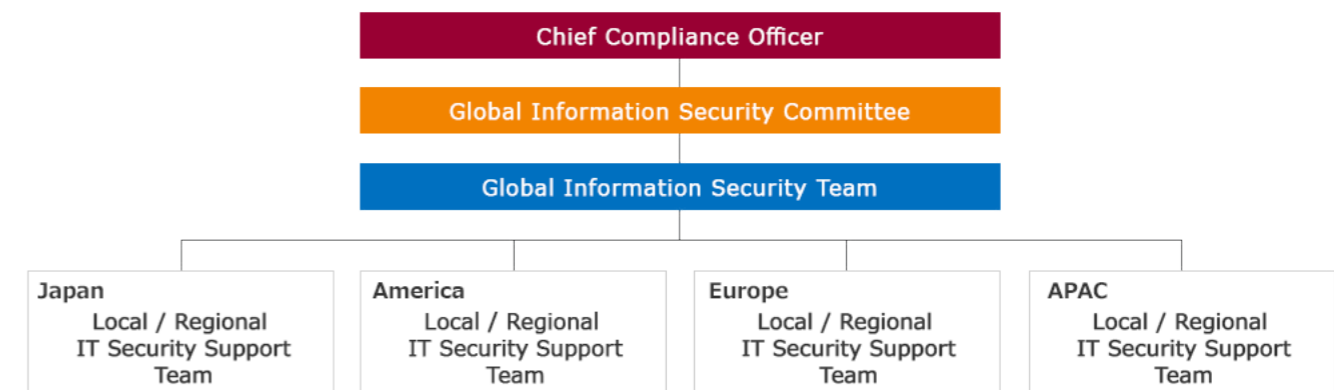 Chief Compliance Officer
Global Information Security Committee
Global Information Security Team
Japan
Local / Regional
IT Security Support
Team
America
Local / Regional
IT Security Support
Team
Europe
Local / Regional
IT Security Support
Team
APAC
Local / Regional
IT Security Support
Team